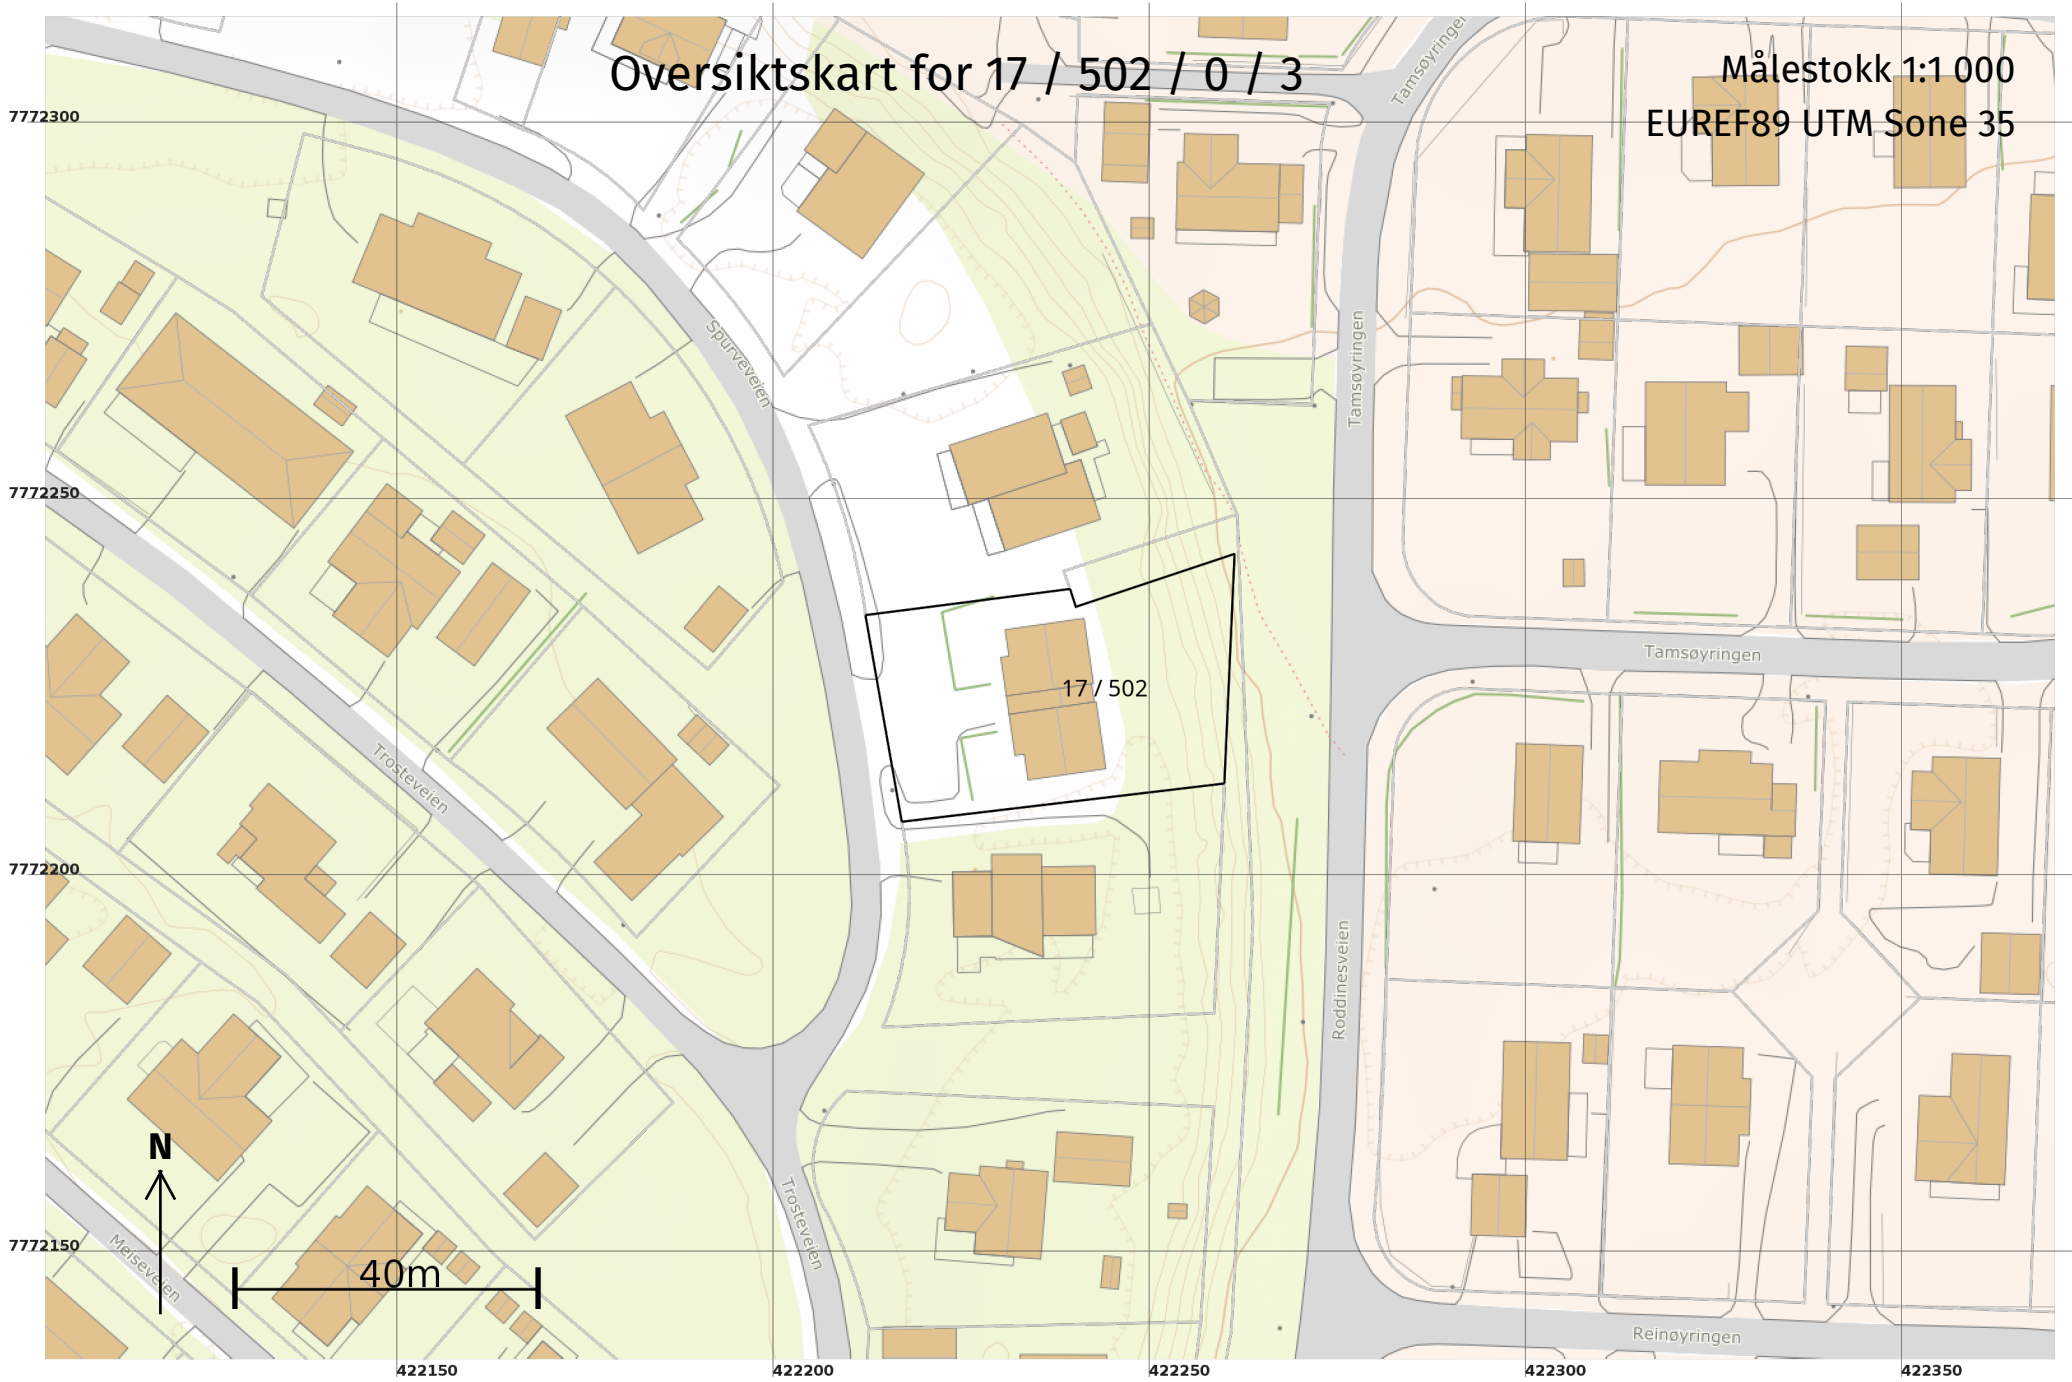 Oversiktskart for 17 / 502 / 0 / 3
Målestokk 1:1 000
EUREF89 UTM Sone 35
Tamsøyringen
7772300
Spurveveien
Tamsøyringen
7772250
Tamsøyringen
17 / 502
Trosteveien
7772200
Roddinesveien
N
Trosteveien
7772150
Meiseveien
40m
Reinøyringen
422150
422200
422250
422300
422350